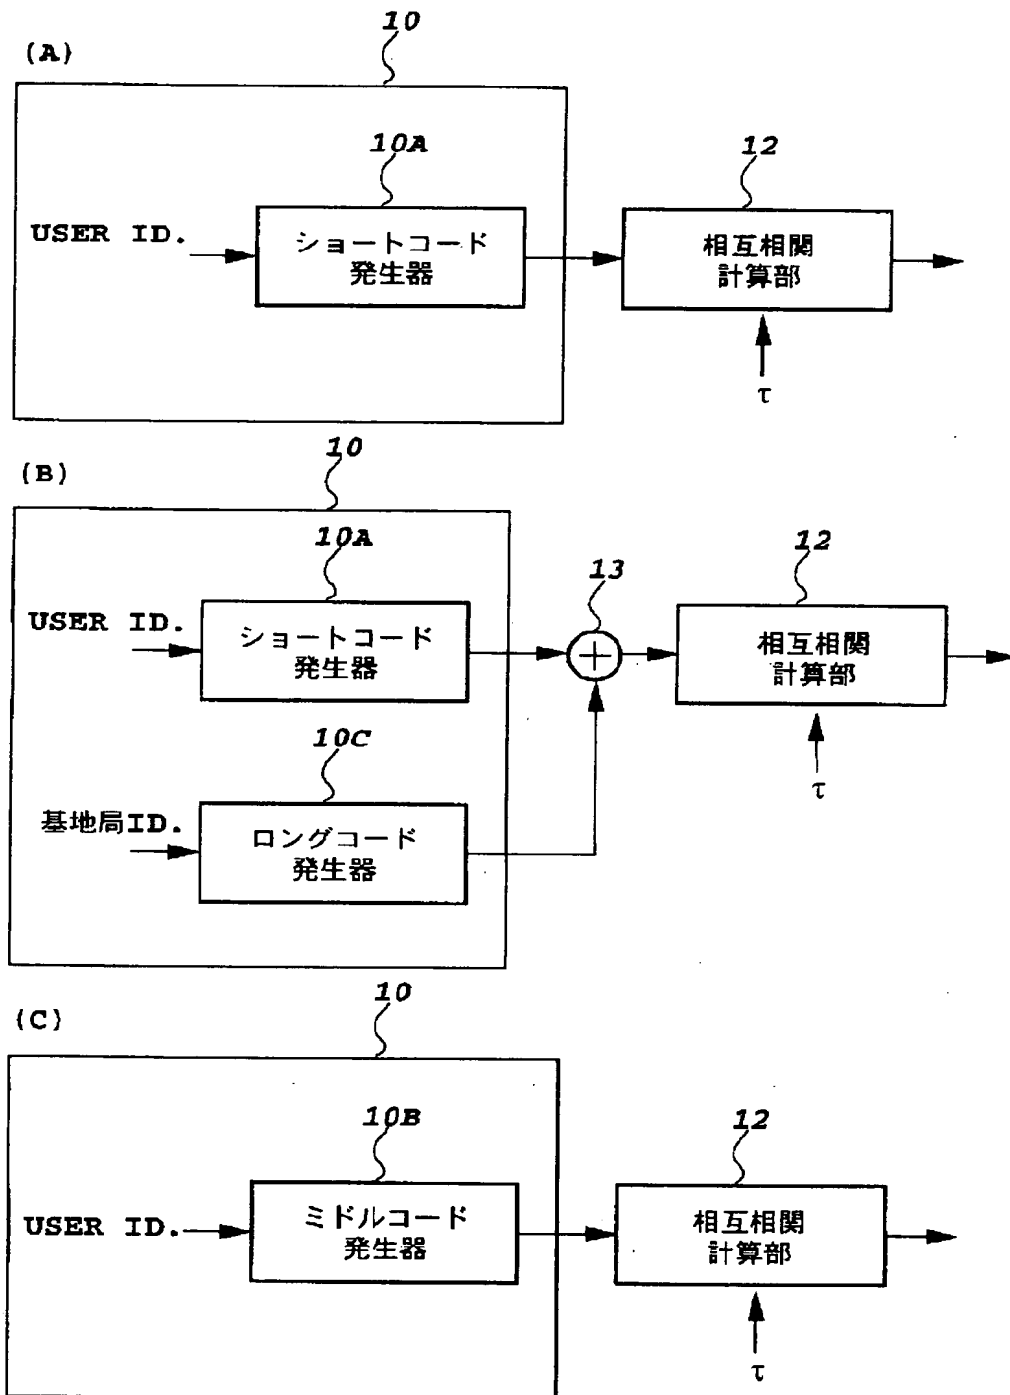 10
(A)
10A
12
USER ID.
ショートコード
発生器
相互相関
計算部
τ
10
(B)
10A
12
13
USER ID.
ショートコード
発生器
相互相関
計算部
10C
τ
基地局ID.
ロングコード
発生器
10
(C)
10B
12
USER ID.
ミドルコード
発生器
相互相関
計算部
τ